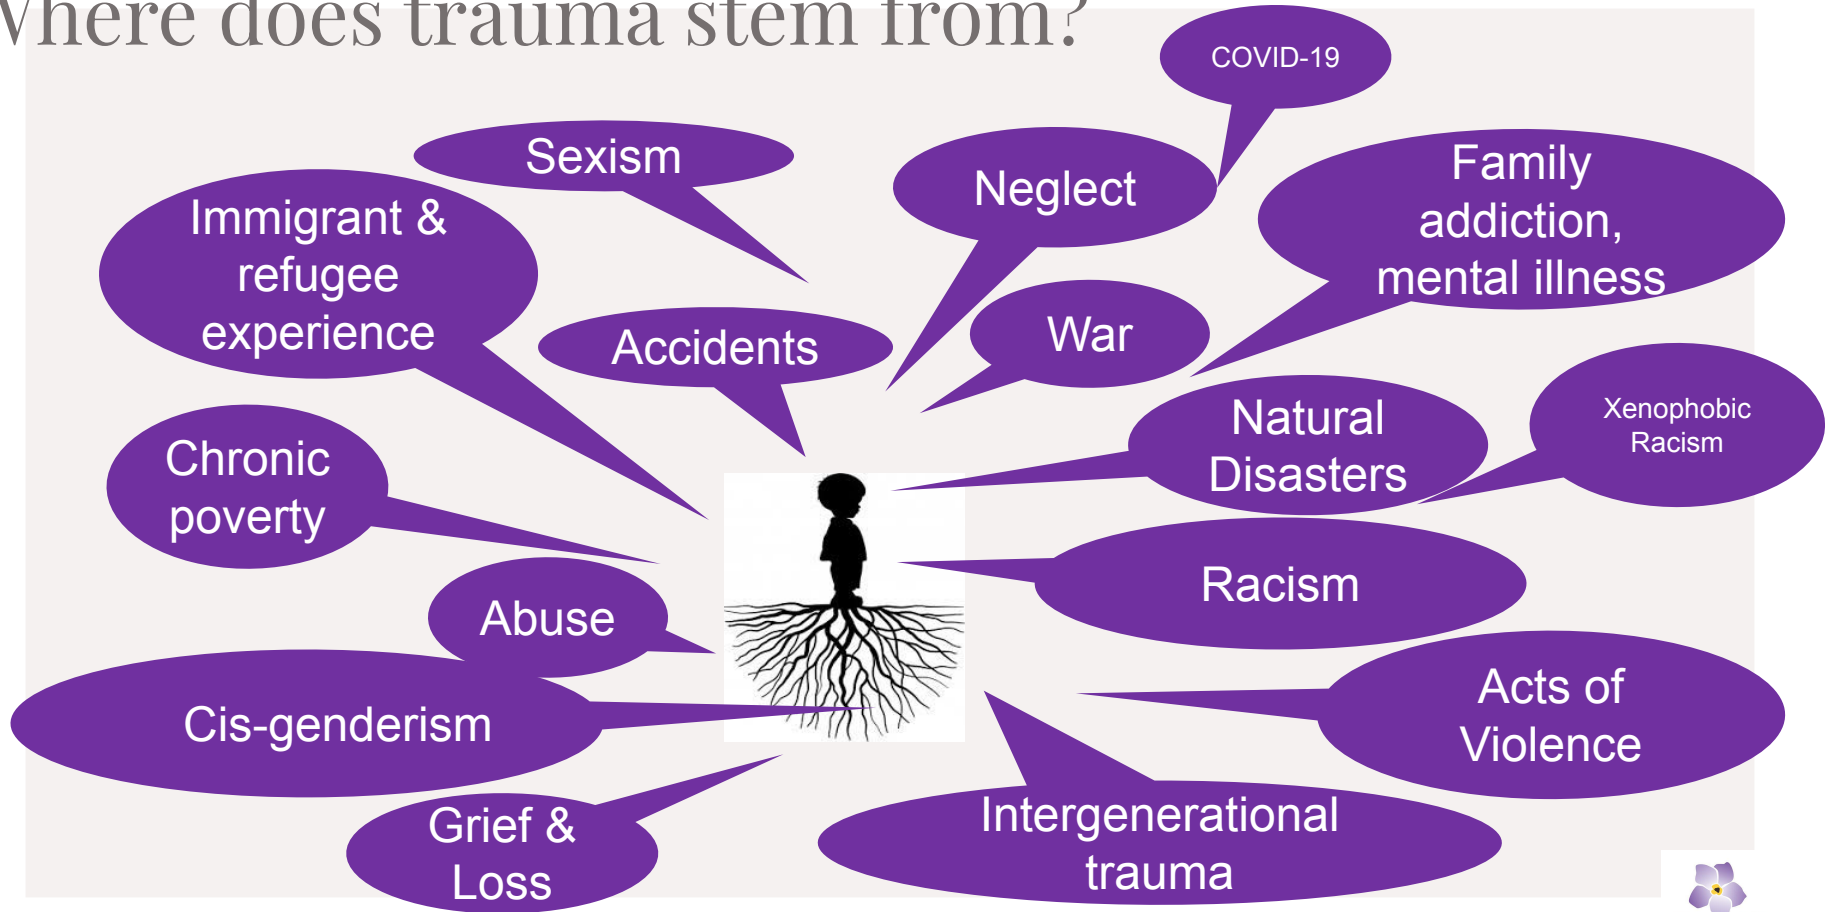 Where does trauma stem from?
COVID-19
Sexism
Neglect
Family
addiction,
mental illness
Immigrant &
refugee
experience
Accidents
War
Natural
Disasters
Xenophobic
Racism
Chronic
poverty
Racism
Abuse
Cis-genderism
Acts of
Violence
Grief &
Loss
Intergenerational
trauma